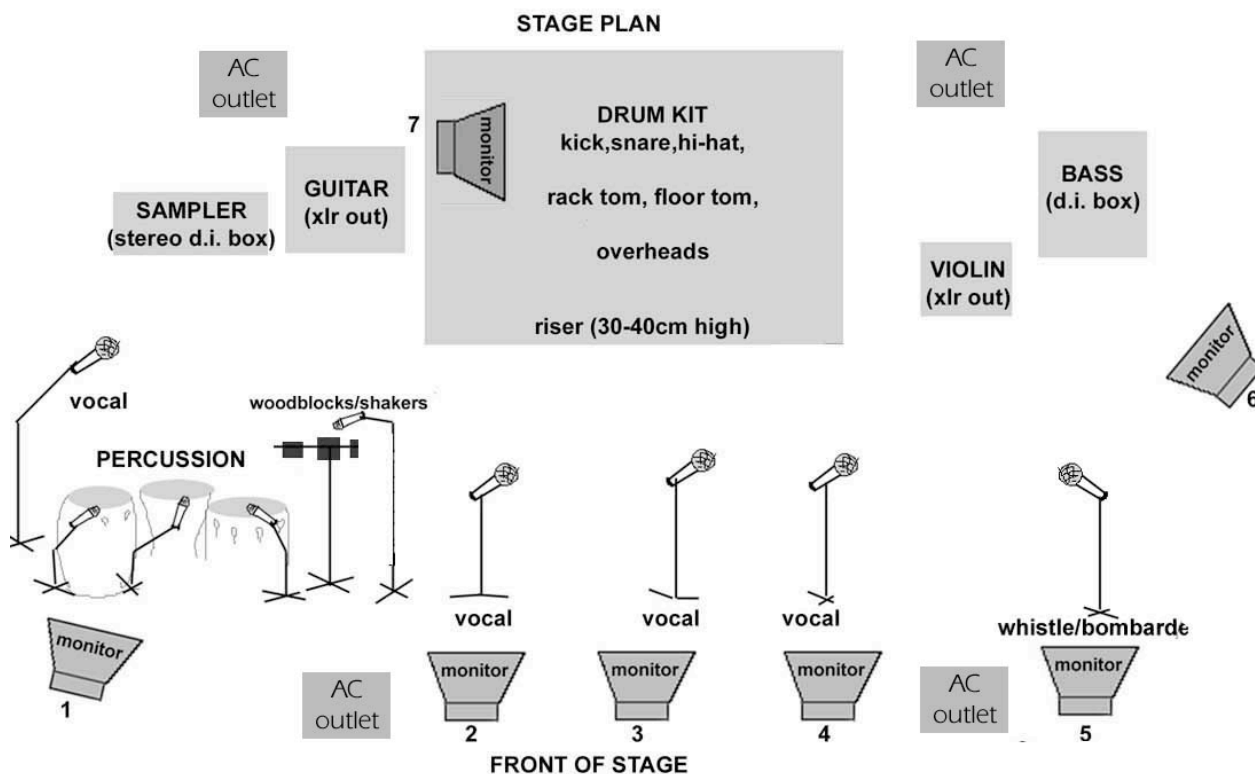 STAGE PLAN
AC
outlet
AC
outlet
7
monitor
DRUM KIT
kick,snare,hi-hat,
rack tom, floor tom,
overheads
riser (30-40cm high)
GUITAR
(xlr out)
SAMPLER
(stereo d.i. box)
BASS
(d.i. box)
VIOLIN
(xlr out)
monitor
6
vocal
woodblocks/shakers
PERCUSSION
vocal
vocal
vocal
whistle/bombarde
monitor
1
AC
outlet
monitor
2
monitor
3
monitor
4
AC
outlet
monitor
5
FRONT OF STAGE